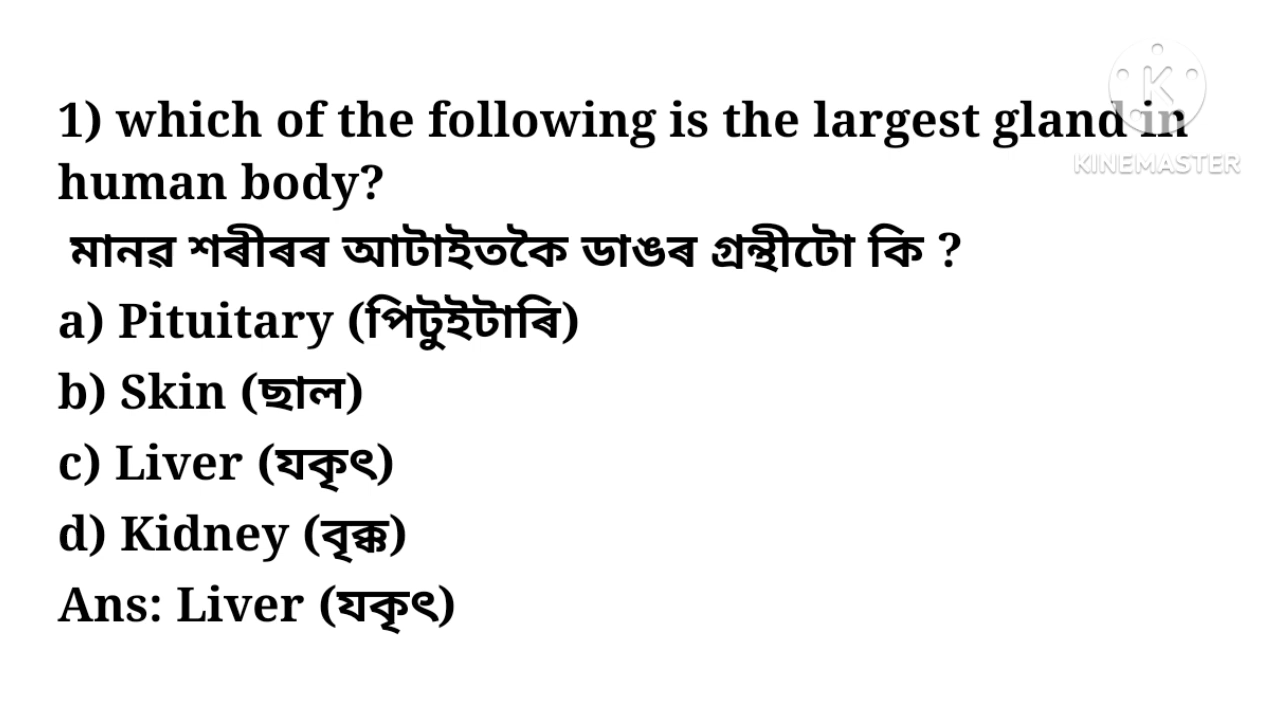 1) which of the following is the largest gland in
human body?
মানৱ শৰীৰৰ আটাইতকৈ ডাঙৰ গ্ৰন্থীটো কি ?
a) Pituitary (পিটুইটাৰি)
b) Skin (ছাল)
c) Liver (যকৃৎ)
d) Kidney (বৃক্ক)
Ans: Liver (যকৃৎ)
K
KINEMASTER